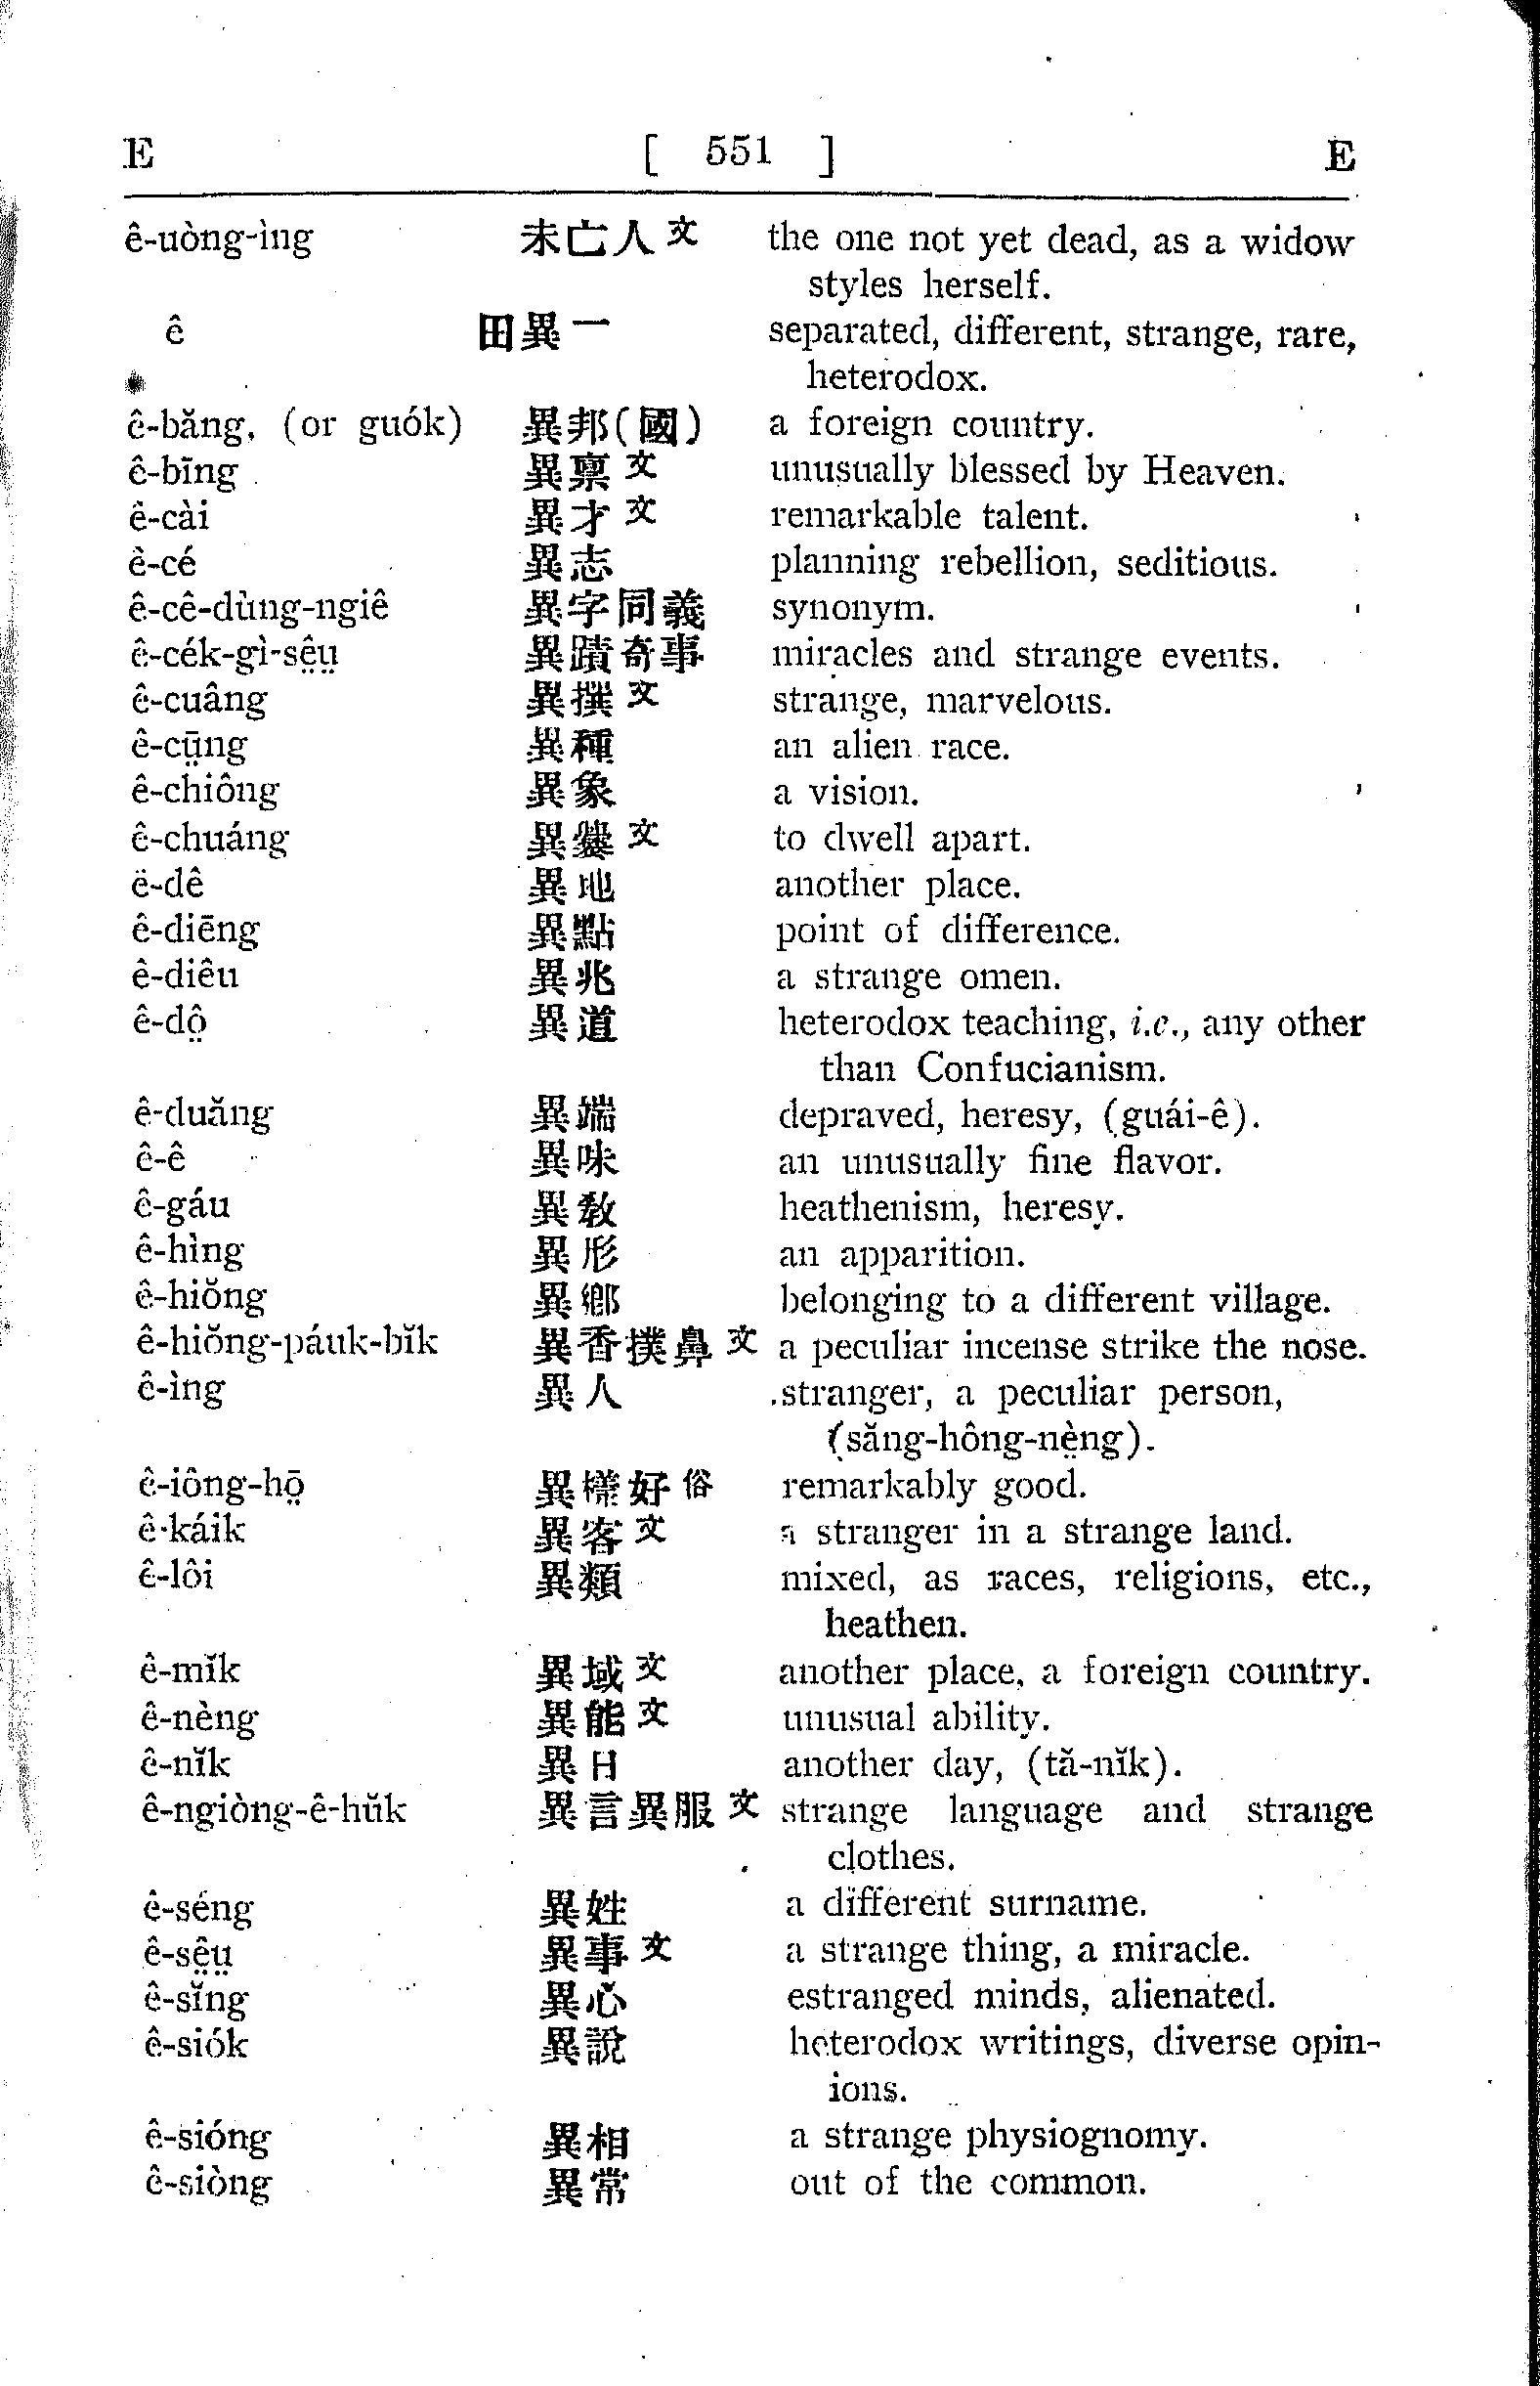 E [ 551 ] E
ê-uòng-ìng 未亡人文 the one not yet dead, as a widow
styles herself.
ê 田異一 separated, different, strange, rare,
heterodox.
ê-băng, (or guók) 異邦(國) a foreign country.
ê-bīng 異禀文 unusually blessed by Heaven.
ê-cài 異才文 remarkable talent.
ê-cé 異志 planning rebellion, seditious.
ê-cê-dùng-ngiê 異字同義 synonym.
ê-cék-gì-sê̤ṳ 異蹟奇事 miracles and strange events.
ê-cuâng 異撰文 strange, marvelous.
ê-cṳ̄ng 異種 an alien race.
ê-chiông 異象 a vision.
ê-chuáng 異爨文 to dwell apart.
ê-dê 異地 another place.
ê-diēng 異點 point of difference.
ê-diêu 異兆 a strange omen.
ê-dô̤ 異道 heterodox teaching, i.e., any other
than Confucianism.
ê-duăng 異端 depraved, heresy, (guái-ê).
ê-ê 異味 an unusually fine flavor.
ê-gáu 異敎 heathenism, heresy.
ê-hìng 異形 an apparition.
ê-hiŏng 異鄕 belonging to a different village.
ê-hiŏng-páuk-bĭk 異香撲鼻文 a peculiar incense strike the nose.
ê-ìng 異人 stranger, a peculiar person,
(săng-hông-nè̤ng).
ê-iông-hō̤ 異樣好俗 remarkably good.
ê-káik 異客文 a stranger in a strange land.
ê-lôi 異類 mixed, as races, religions, etc.,
heathen.
ê-mĭk 異域文 another place, a foreign country.
ê-nèng 異能文 unusual ability.
ê-nĭk 異日 another day, (tă-nĭk).
ê-ngiòng-ê-hŭk 異言異服文 strange language and strange
clothes.
ê-séng 異姓 a different surname.
ê-sê̤ṳ 異事文 a strange thing, a miracle.
ê-sĭng 異心 estranged minds, alienated.
ê-siók 異說 heterodox writings, diverse opin-
ions.
ê-sióng 異相 a strange physiognomy.
ê-siòng 異常 out of the common.